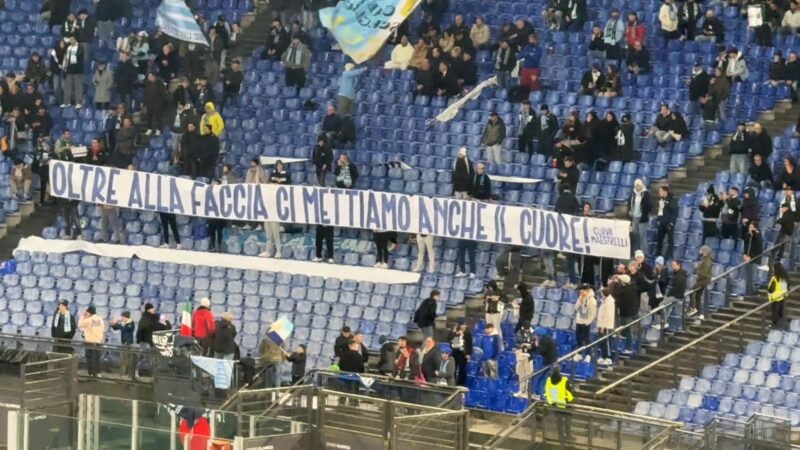 OLTRE ALLA FACCIA CI METTIAMO ANCHE IL CUORE!
CURVA
MAESTRELLI